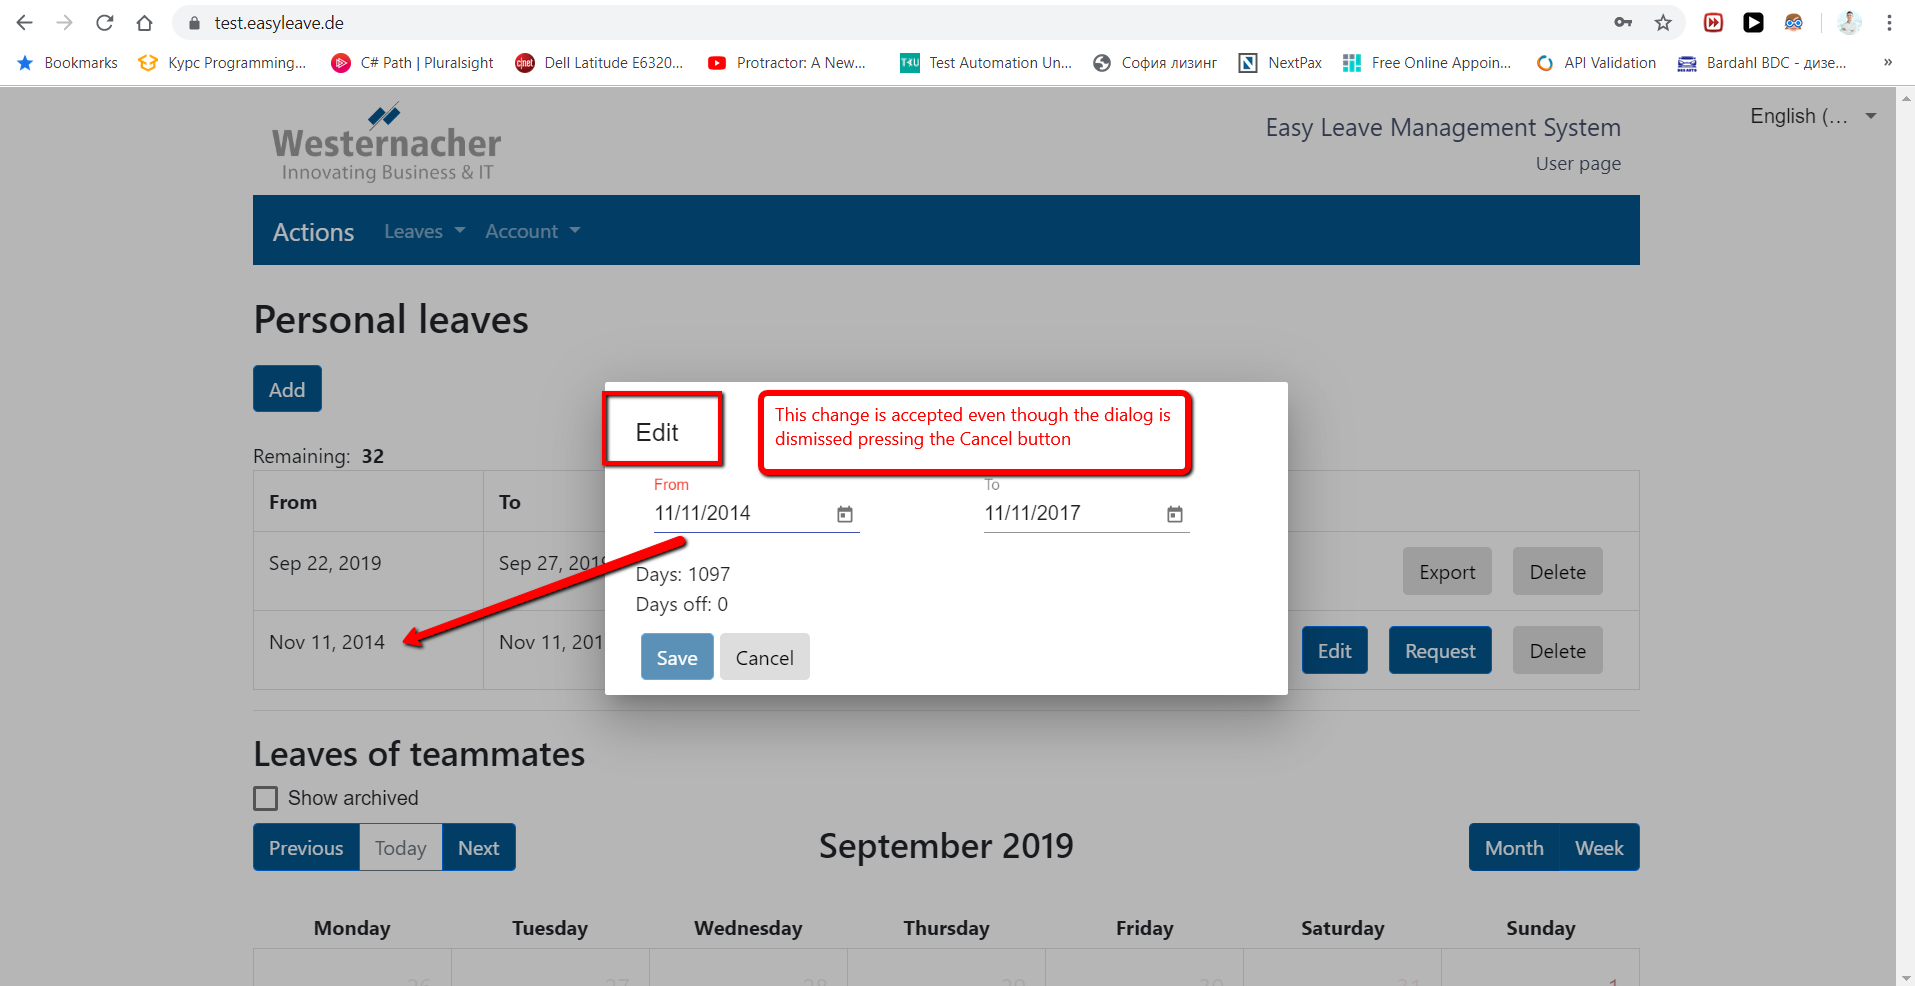 test.easyleave.de
Bookmarks Курс Programming... C# Path | Pluralsight Dell Latitude E6320... Protractor: A New... Test Automation Un... София лизинг NextPax Free Online Appoin... API Validation Bardahl BDC - дизе... »
Westernacher
Innovating Business & IT
Easy Leave Management System
User page
English (...
Actions Leaves Account
Personal leaves
Add
Remaining: 32
From To
Sep 22, 2019 Sep 27, 2019 Export Delete
Nov 11, 2014 Nov 11, 201 Edit Request Delete
Edit
This change is accepted even though the dialog is
dismissed pressing the Cancel button
From To
11/11/2014 11/11/2017
Days: 1097
Days off: 0
Save Cancel
Leaves of teammates
Show archived
Previous Today Next September 2019 Month Week
Monday Tuesday Wednesday Thursday Friday Saturday Sunday